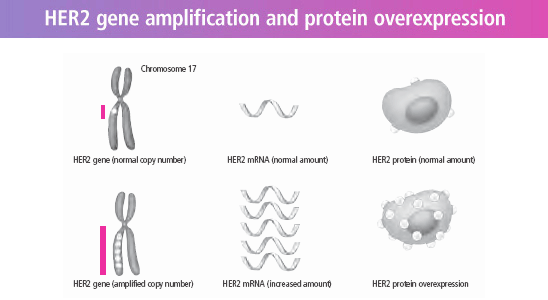 HER2 gene amplification and protein overexpression
Chromosome 17
HER2 gene (normal copy number)
HER2 mRNA (normal amount)
HER2 protein (normal amount)
HER2 gene (amplified copy number)
HER2 mRNA (increased amount)
HER2 protein overexpression